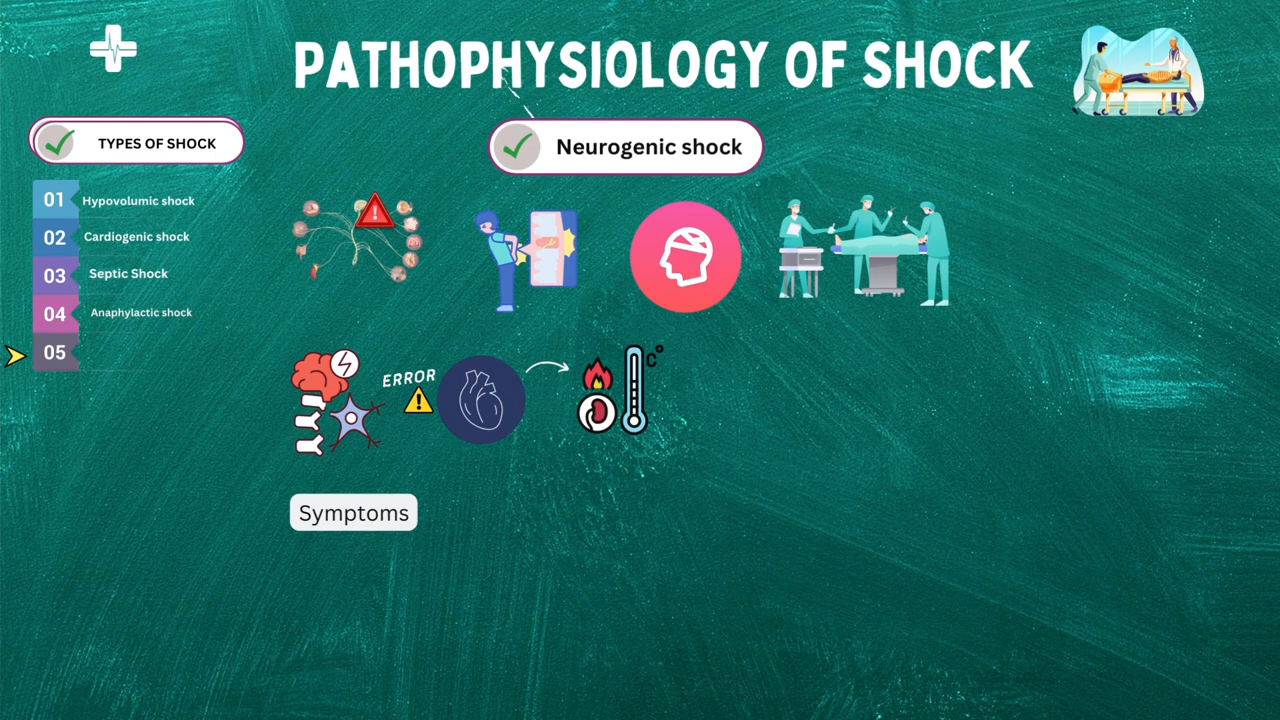 PATHOPHYSIOLOGY OF SHOCK
TYPES OF SHOCK
Neurogenic shock
01 Hypovolumic shock
02 Cardiogenic shock
03 Septic Shock
04 Anaphylactic shock
05
ERROR
C°
Symptoms